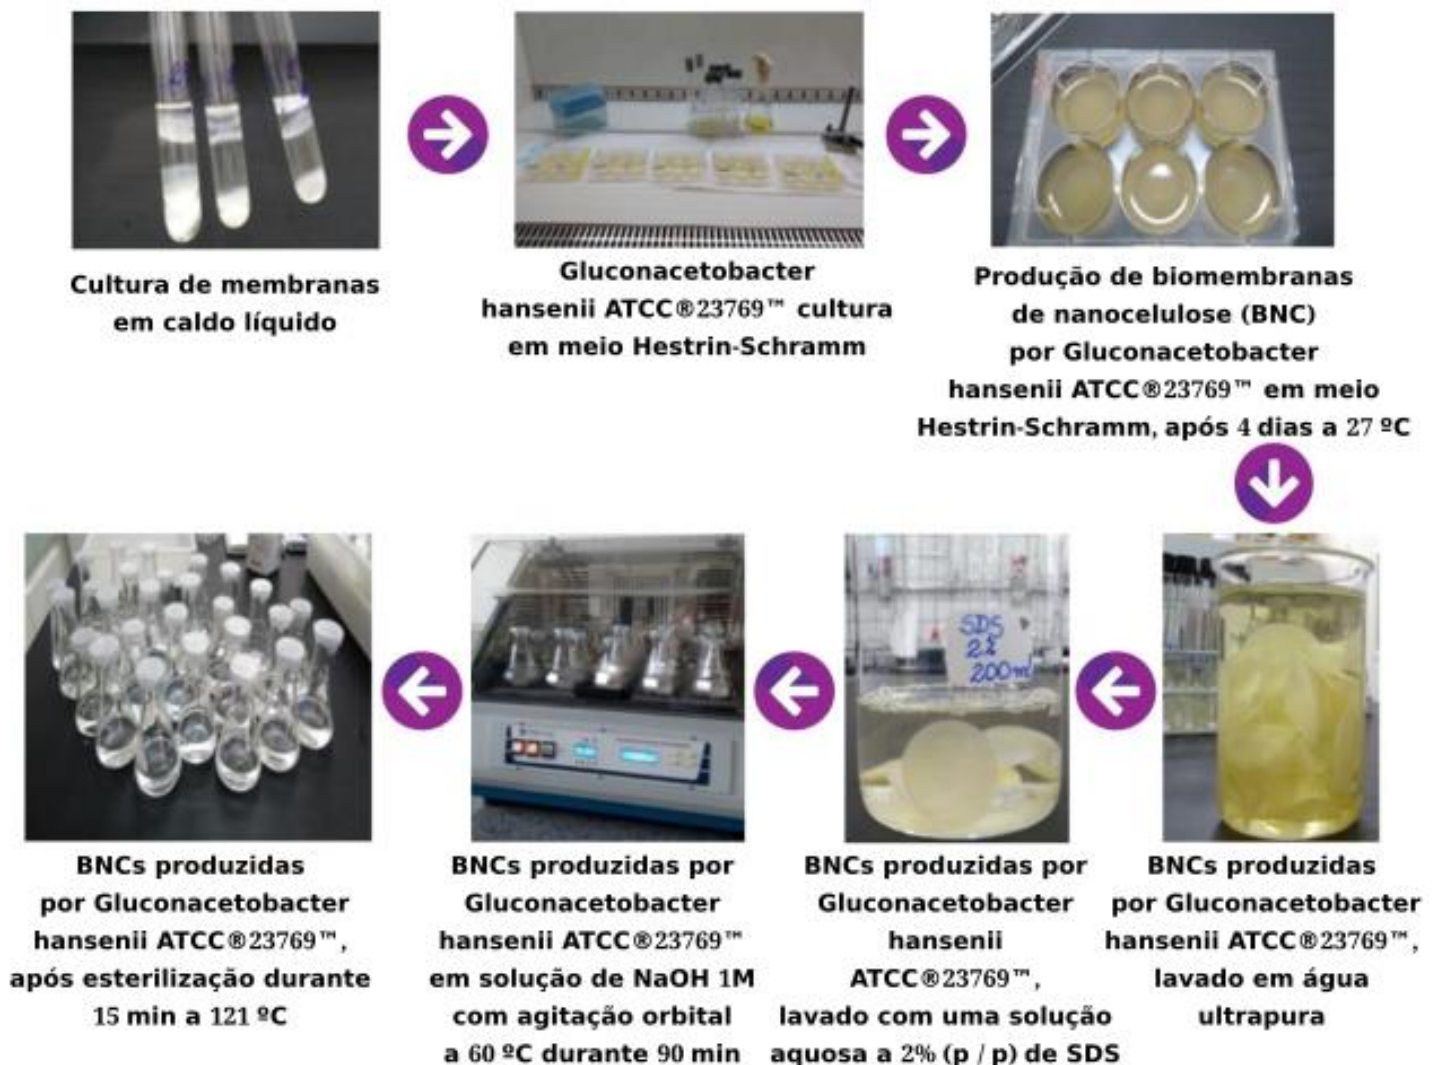 Cultura de membranas
em caldo líquido
Gluconacetobacter
hansenii ATCC®23769™ cultura
em meio Hestrin-Schramm
Produção de biomembranas
de nanocelulose (BNC)
por Gluconacetobacter
hansenii ATCC®23769™ em meio
Hestrin-Schramm, após 4 dias a 27 ºC
BNCs produzidas
por Gluconacetobacter
hansenii ATCC®23769™,
lavado em água
ultrapura
SDS
2%
200ml
BNCs produzidas por
Gluconacetobacter
hansenii
ATCC®23769™,
lavado com uma solução
aquosa a 2% (p / p) de SDS
BNCs produzidas por
Gluconacetobacter
hansenii ATCC®23769™
em solução de NaOH 1M
com agitação orbital
a 60 ºC durante 90 min
BNCs produzidas
por Gluconacetobacter
hansenii ATCC®23769™,
após esterilização durante
15 min a 121 ºC